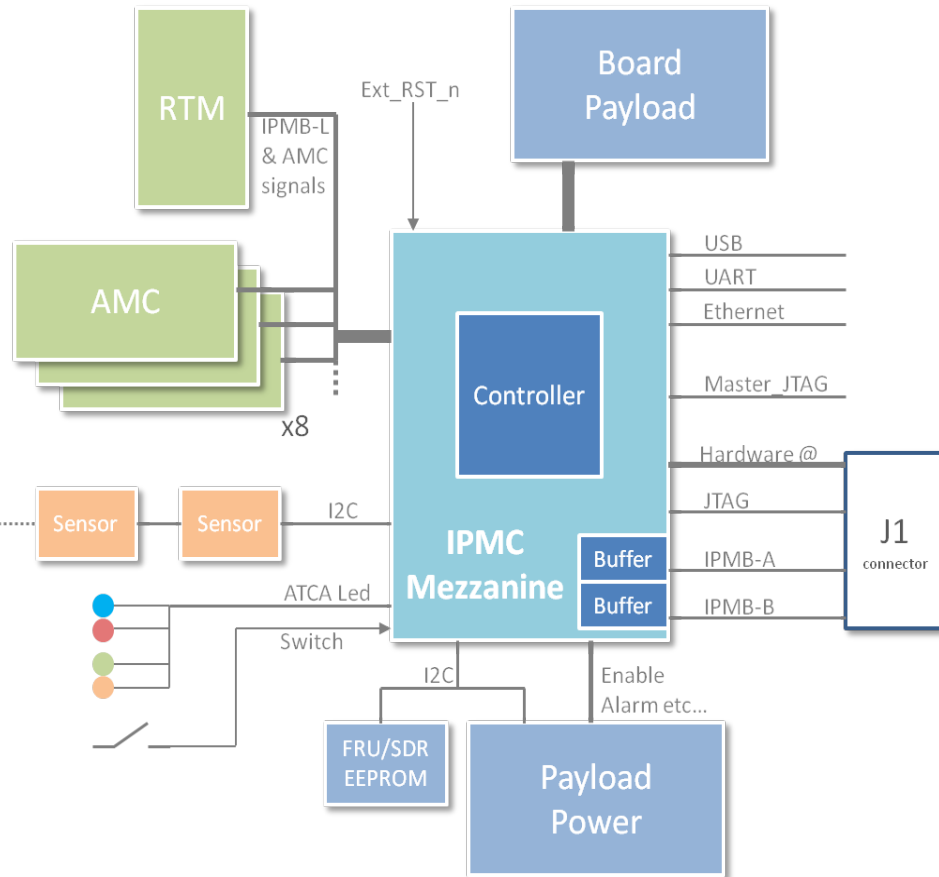 RTM
Ext_RST_n
Board
Payload
IPMB-L
& AMC
signals
AMC
x8
USB
UART
Ethernet
Controller
Master_JTAG
Hardware @
JTAG
J1
connector
Sensor
Sensor
I2C
IPMC
Mezzanine
Buffer
Buffer
IPMB-A
IPMB-B
ATCA Led
Switch
I2C
Enable
Alarm etc...
FRU/SDR
EEPROM
Payload
Power